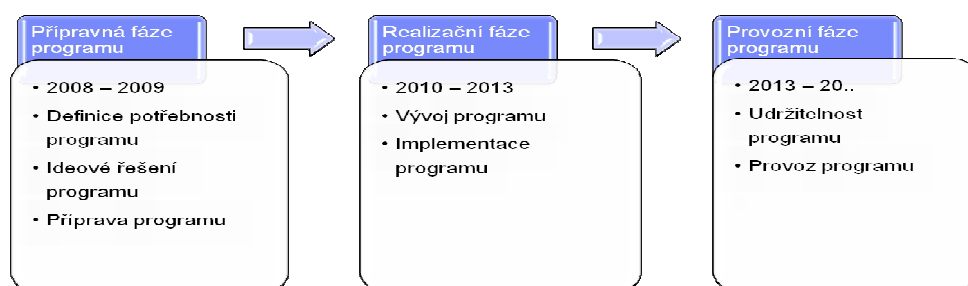 Přípravná fáze
programu
• 2008 – 2009
• Definice potřebnosti
programu
• Ideové řešení
programu
• Příprava programu
Realizační fáze
programu
• 2010 – 2013
• Vývoj programu
• Implementace
programu
Provozní fáze
programu
• 2013 – 20..
• Udržitelnost
programu
• Provoz programu